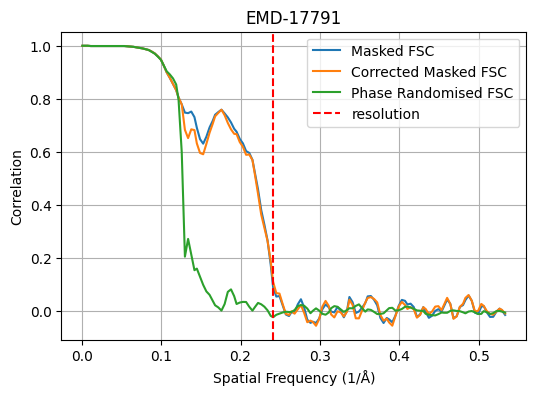 EMD-17791
Masked FSC
Corrected Masked FSC
Phase Randomised FSC
resolution
Correlation
1.0
0.8
0.6
0.4
0.2
0.0
0.0 0.1 0.2 0.3 0.4 0.5
Spatial Frequency (1/Å)